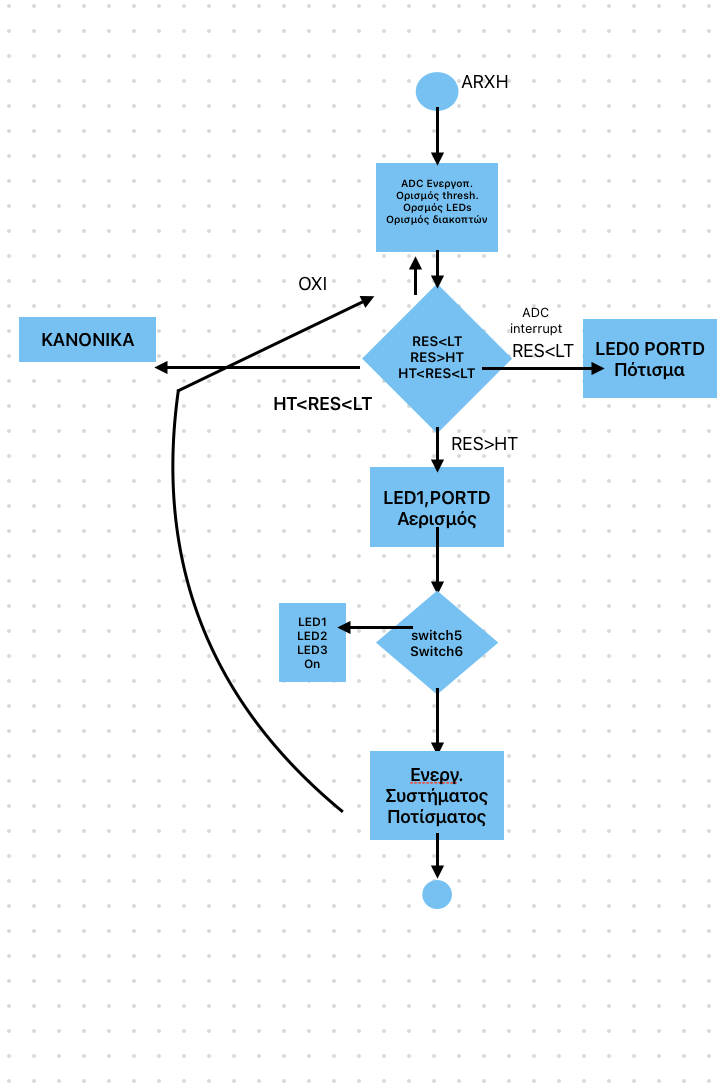 ARXH
ADC Ενεργοπ.
Ορισμός thresh.
Ορσμός LEDs
Ορισμός διακοπτών
OXI
KANONIKA
RES<LT
RES>HT
HT<RES<LT
ADC
interrupt
RES<LT
LED0 PORTD
Πότισμα
HT<RES<LT
RES>HT
LED1,PORTD
Αερισμός
LED1
LED2
LED3
On
switch5
Switch6
Ενεργ.
Συστήματος
Ποτίσματος